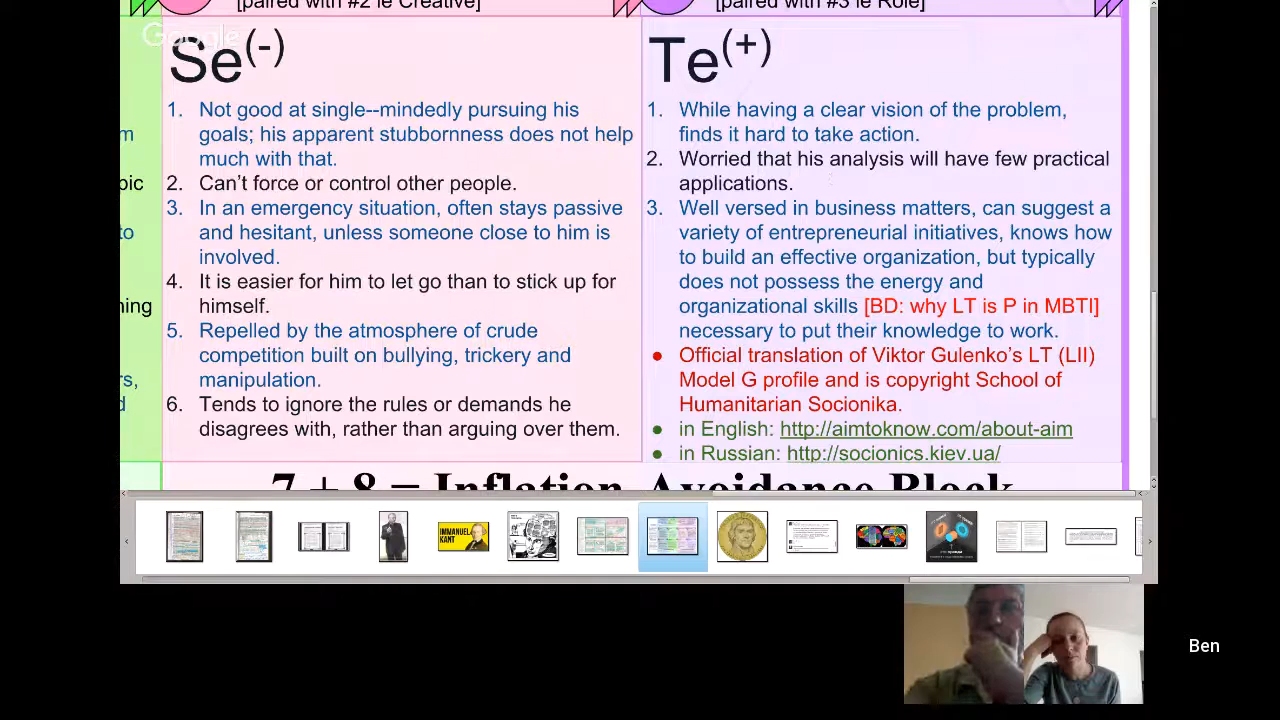 [paired with #2 ie Creative]
[paired with #3 ie Role]
Google
Se(-)
1. Not good at single--mindedly pursuing his
goals; his apparent stubbornness does not help
much with that.
2. Can't force or control other people.
3. In an emergency situation, often stays passive
and hesitant, unless someone close to him is
involved.
4. It is easier for him to let go than to stick up for
himself.
5. Repelled by the atmosphere of crude
competition built on bullying, trickery and
manipulation.
6. Tends to ignore the rules or demands he
disagrees with, rather than arguing over them.
Te(+)
1. While having a clear vision of the problem,
finds it hard to take action.
2. Worried that his analysis will have few practical
applications.
3. Well versed in business matters, can suggest a
variety of entrepreneurial initiatives, knows how
to build an effective organization, but typically
does not possess the energy and
organizational skills [BD: why LT is P in MBTI]
necessary to put their knowledge to work.
• Official translation of Viktor Gulenko's LT (LII)
Model G profile and is copyright School of
Humanitarian Socionika.
• in English: http://aimtoknow.com/about-aim
• in Russian: http://socionics.kiev.ua/
7 + 8 = Inflation Avoidance Block
IMMANUEL
KANT
Ben